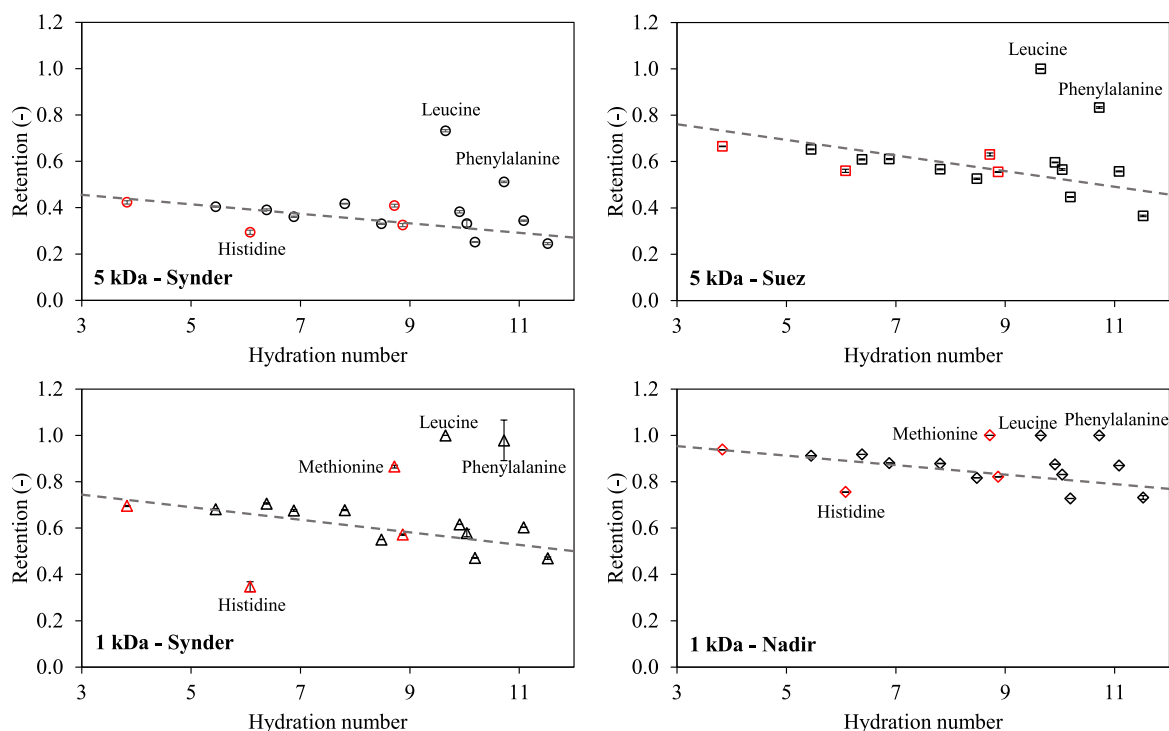 1.2
1.0
0.8
0.6
0.4
0.2
0.0
Retention (-)
Leucine
Phenylalanine
Histidine
5 kDa - Synder
3 5 7 9 11
Hydration number
1.2
1.0
0.8
0.6
0.4
0.2
0.0
Retention (-)
Leucine
Phenylalanine
5 kDa - Suez
3 5 7 9 11
Hydration number
1.2
1.0
0.8
0.6
0.4
0.2
0.0
Retention (-)
Leucine
Methionine
Phenylalanine
Histidine
1 kDa - Synder
3 5 7 9 11
Hydration number
1.2
1.0
0.8
0.6
0.4
0.2
0.0
Retention (-)
Methionine Leucine Phenylalanine
Histidine
1 kDa - Nadir
3 5 7 9 11
Hydration number